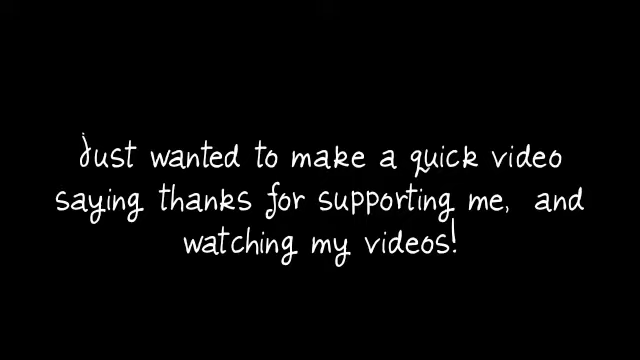 Just wanted to make a quick video
saying thanks for supporting me, and
watching my videos!